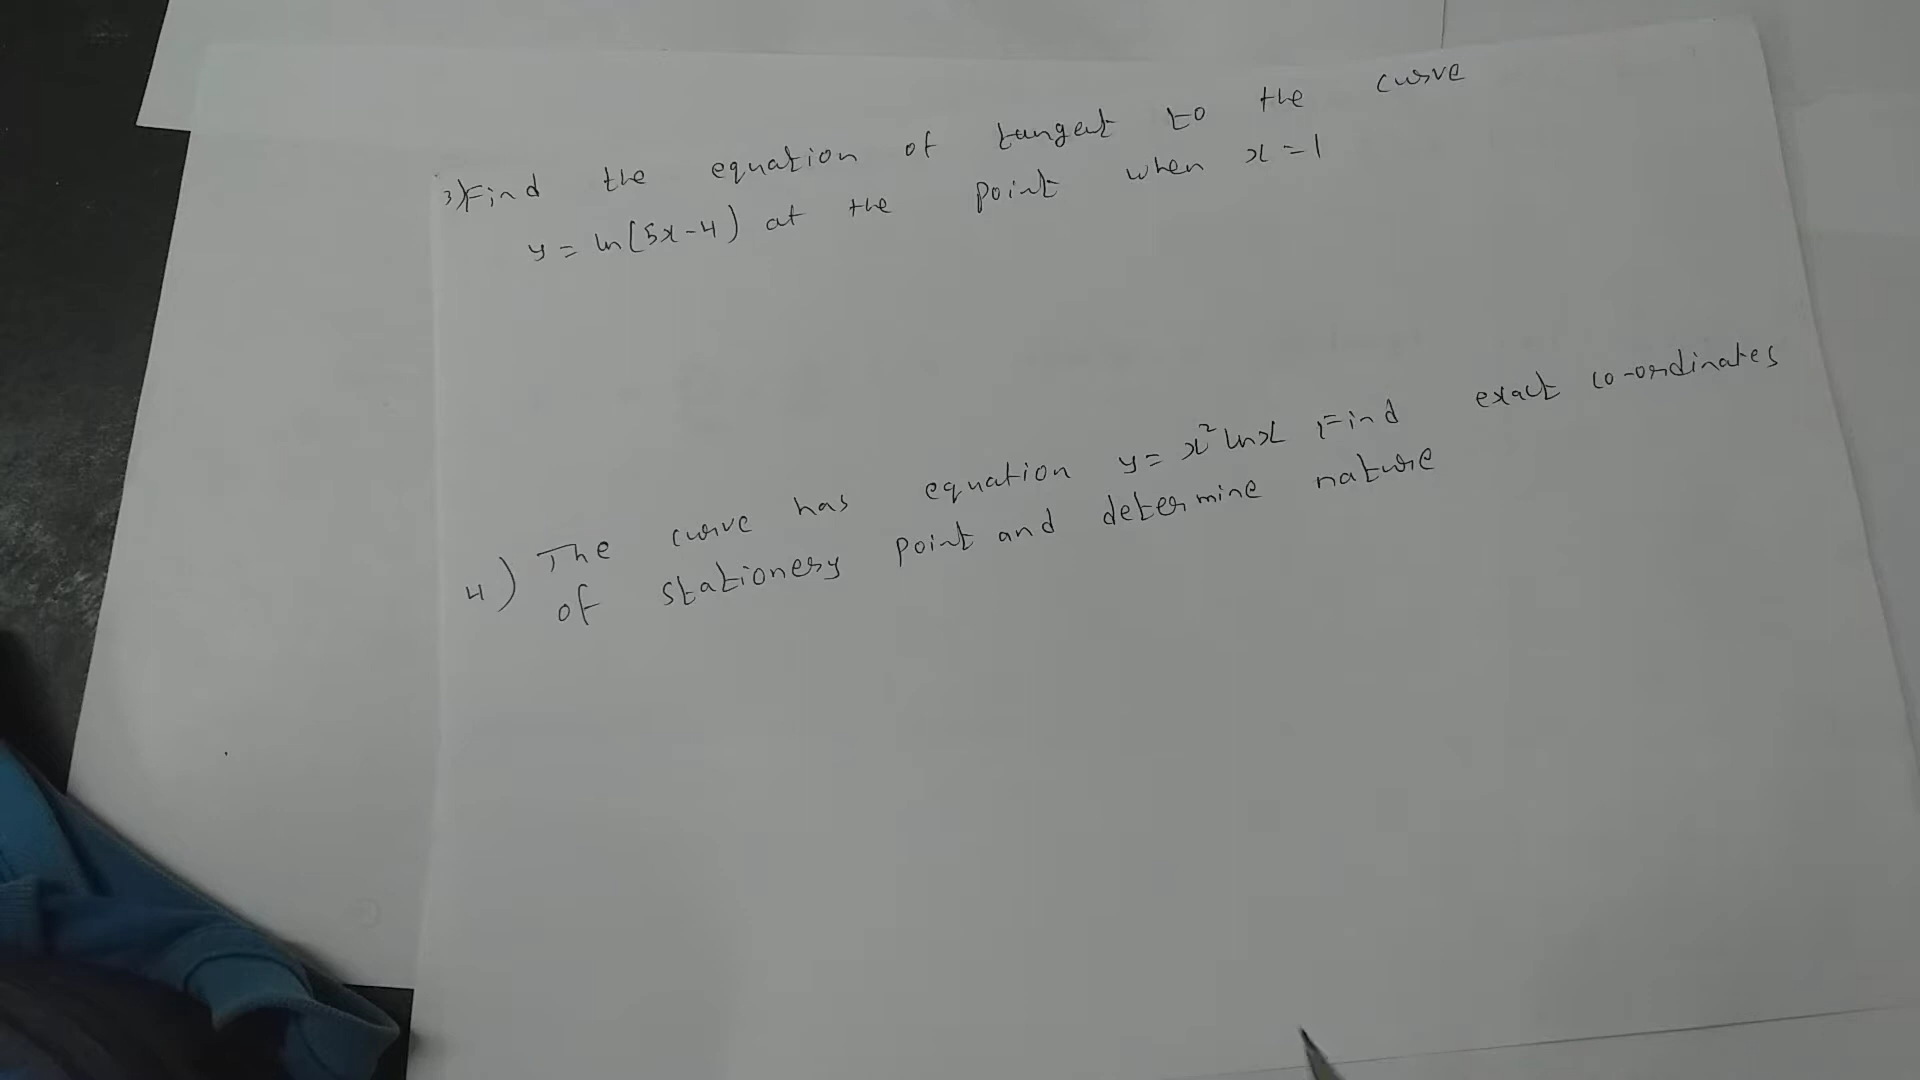 3) Find the equation of tangent to the curve
y = ln(5x-4) at the point when x = 1
4) The curve has equation y = x² lnx Find exact co-ordinates
of stationery point and determine nature